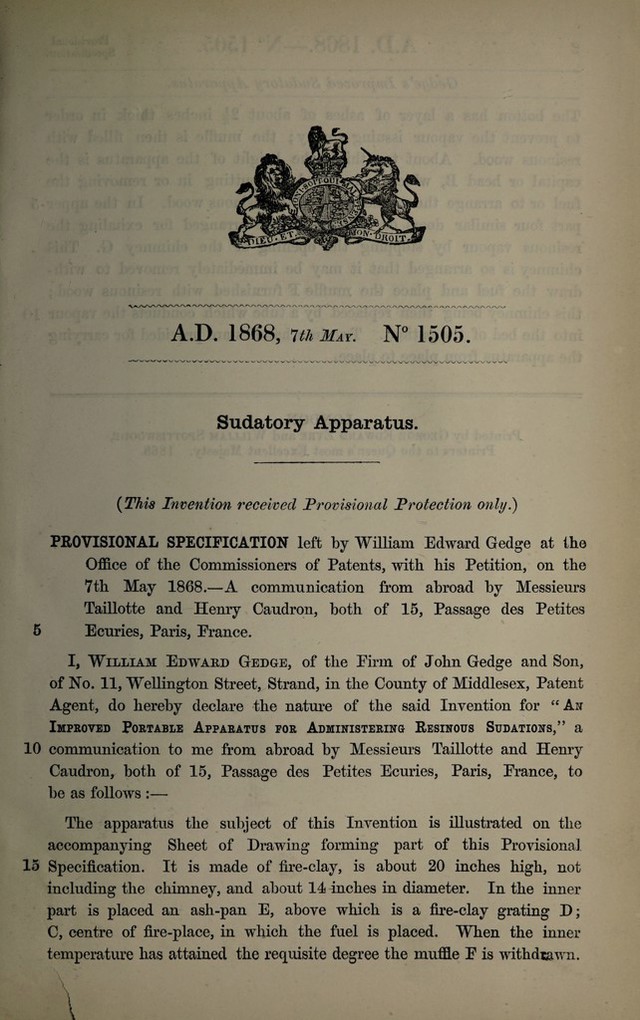 DIEU ET MON DROIT
A.D. 1868, 7th MAY. N° 1505.
Sudatory Apparatus.
(This Invention received Provisional Protection only.)
PROVISIONAL SPECIFICATION left by William Edward Gedge at the
Office of the Commissioners of Patents, with his Petition, on the
7th May 1868.—A communication from abroad by Messieurs
Taillotte and Henry Caudron, both of 15, Passage des Petites
5 Ecuries, Paris, France.
I, WILLIAM EDWARD GEDGE, of the Firm of John Gedge and Son,
of No. 11, Wellington Street, Strand, in the County of Middlesex, Patent
Agent, do hereby declare the nature of the said Invention for “AN
IMPROVED PORTABLE APPARATUS FOR ADMINISTERING RESINOUS SUDATIONS,” a
10 communication to me from abroad by Messieurs Taillotte and Henry
Caudron, both of 15, Passage des Petites Ecuries, Paris, France, to
be as follows :—
The apparatus the subject of this Invention is illustrated on the
accompanying Sheet of Drawing forming part of this Provisional
15 Specification. It is made of fire-clay, is about 20 inches high, not
including the chimney, and about 14 inches in diameter. In the inner
part is placed an ash-pan E, above which is a fire-clay grating D;
C, centre of fire-place, in which the fuel is placed. When the inner
temperature has attained the requisite degree the muffle F is withdrawn.